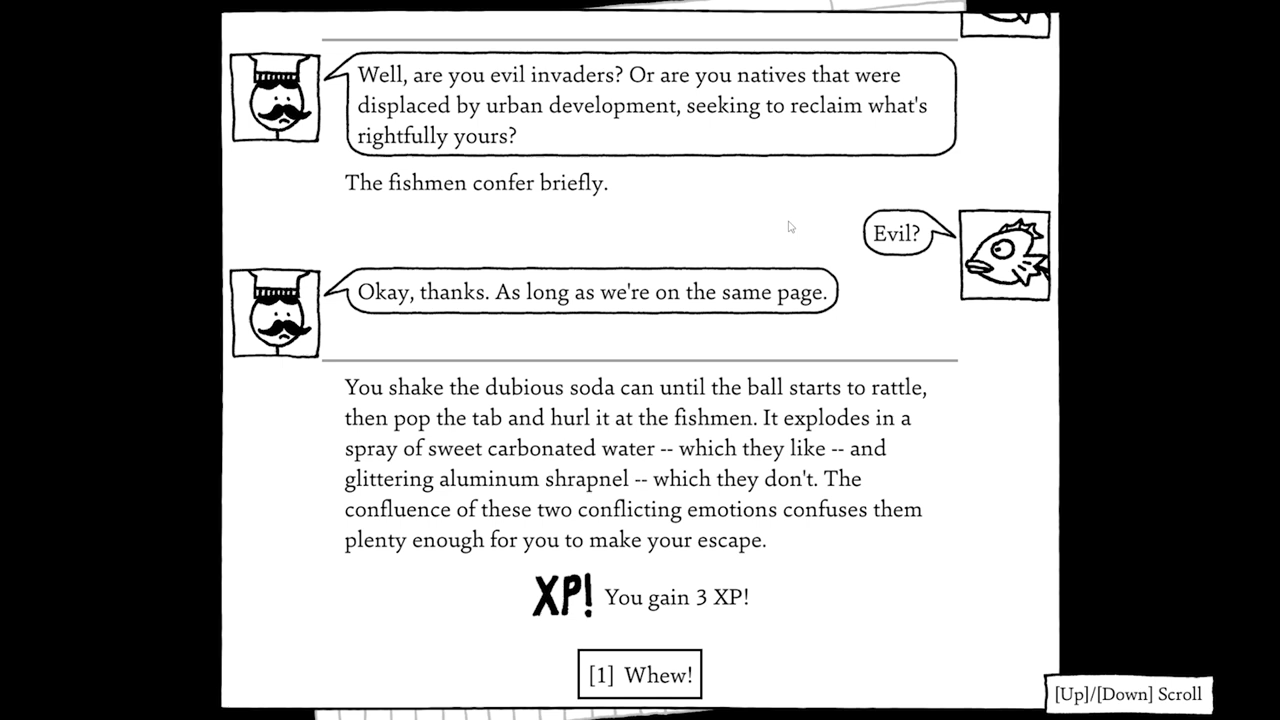 Well, are you evil invaders? Or are you natives that were
displaced by urban development, seeking to reclaim what's
rightfully yours?
The fishmen confer briefly.
Evil?
Okay, thanks. As long as we're on the same page.
You shake the dubious soda can until the ball starts to rattle,
then pop the tab and hurl it at the fishmen. It explodes in a
spray of sweet carbonated water -- which they like -- and
glittering aluminum shrapnel -- which they don't. The
confluence of these two conflicting emotions confuses them
plenty enough for you to make your escape.
XP! You gain 3 XP!
[1] Whew!
[Up]/[Down] Scroll